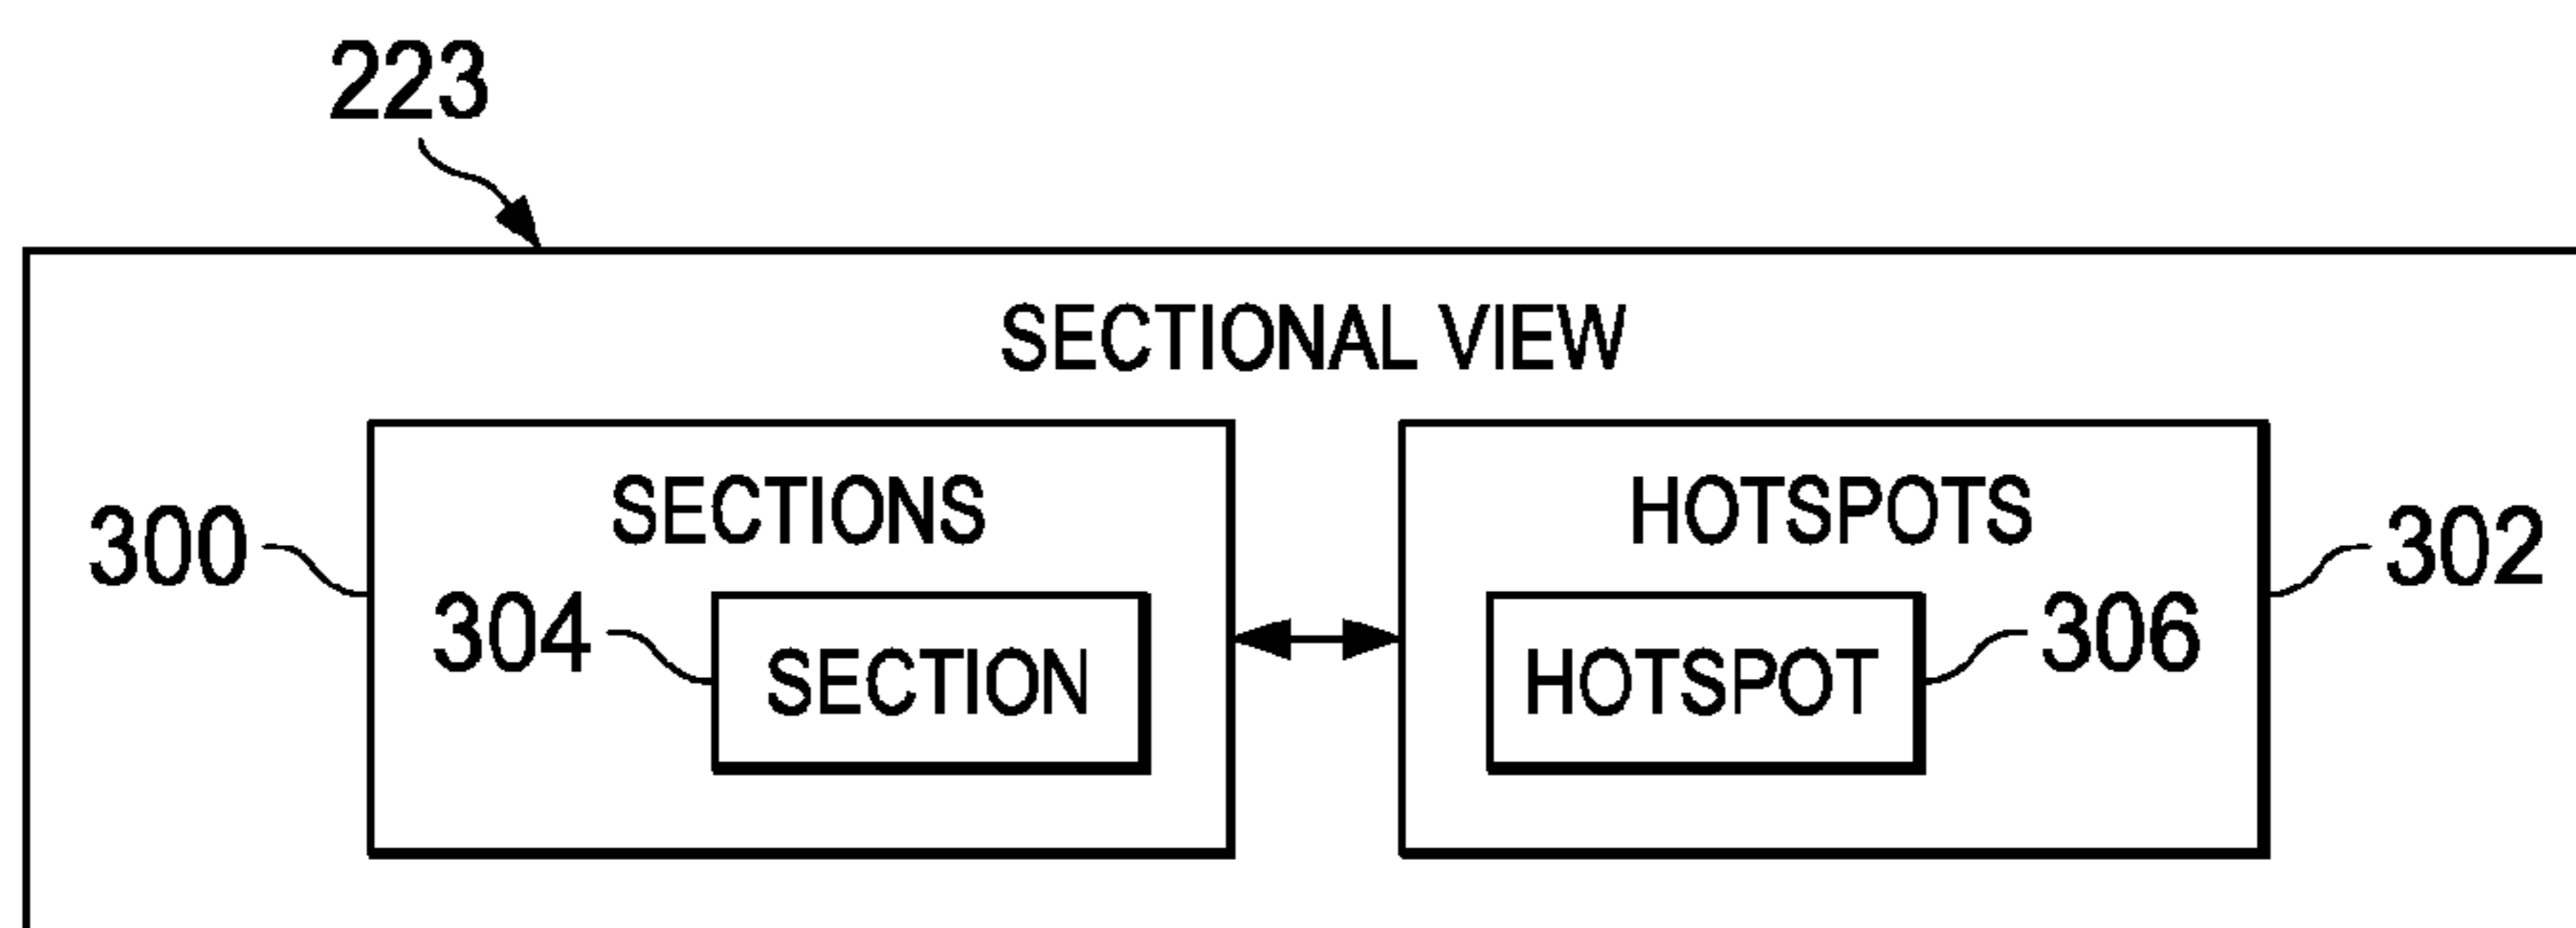 223
SECTIONAL VIEW
SECTIONS
HOTSPOTS
300
302
304
306
SECTION
HOTSPOT